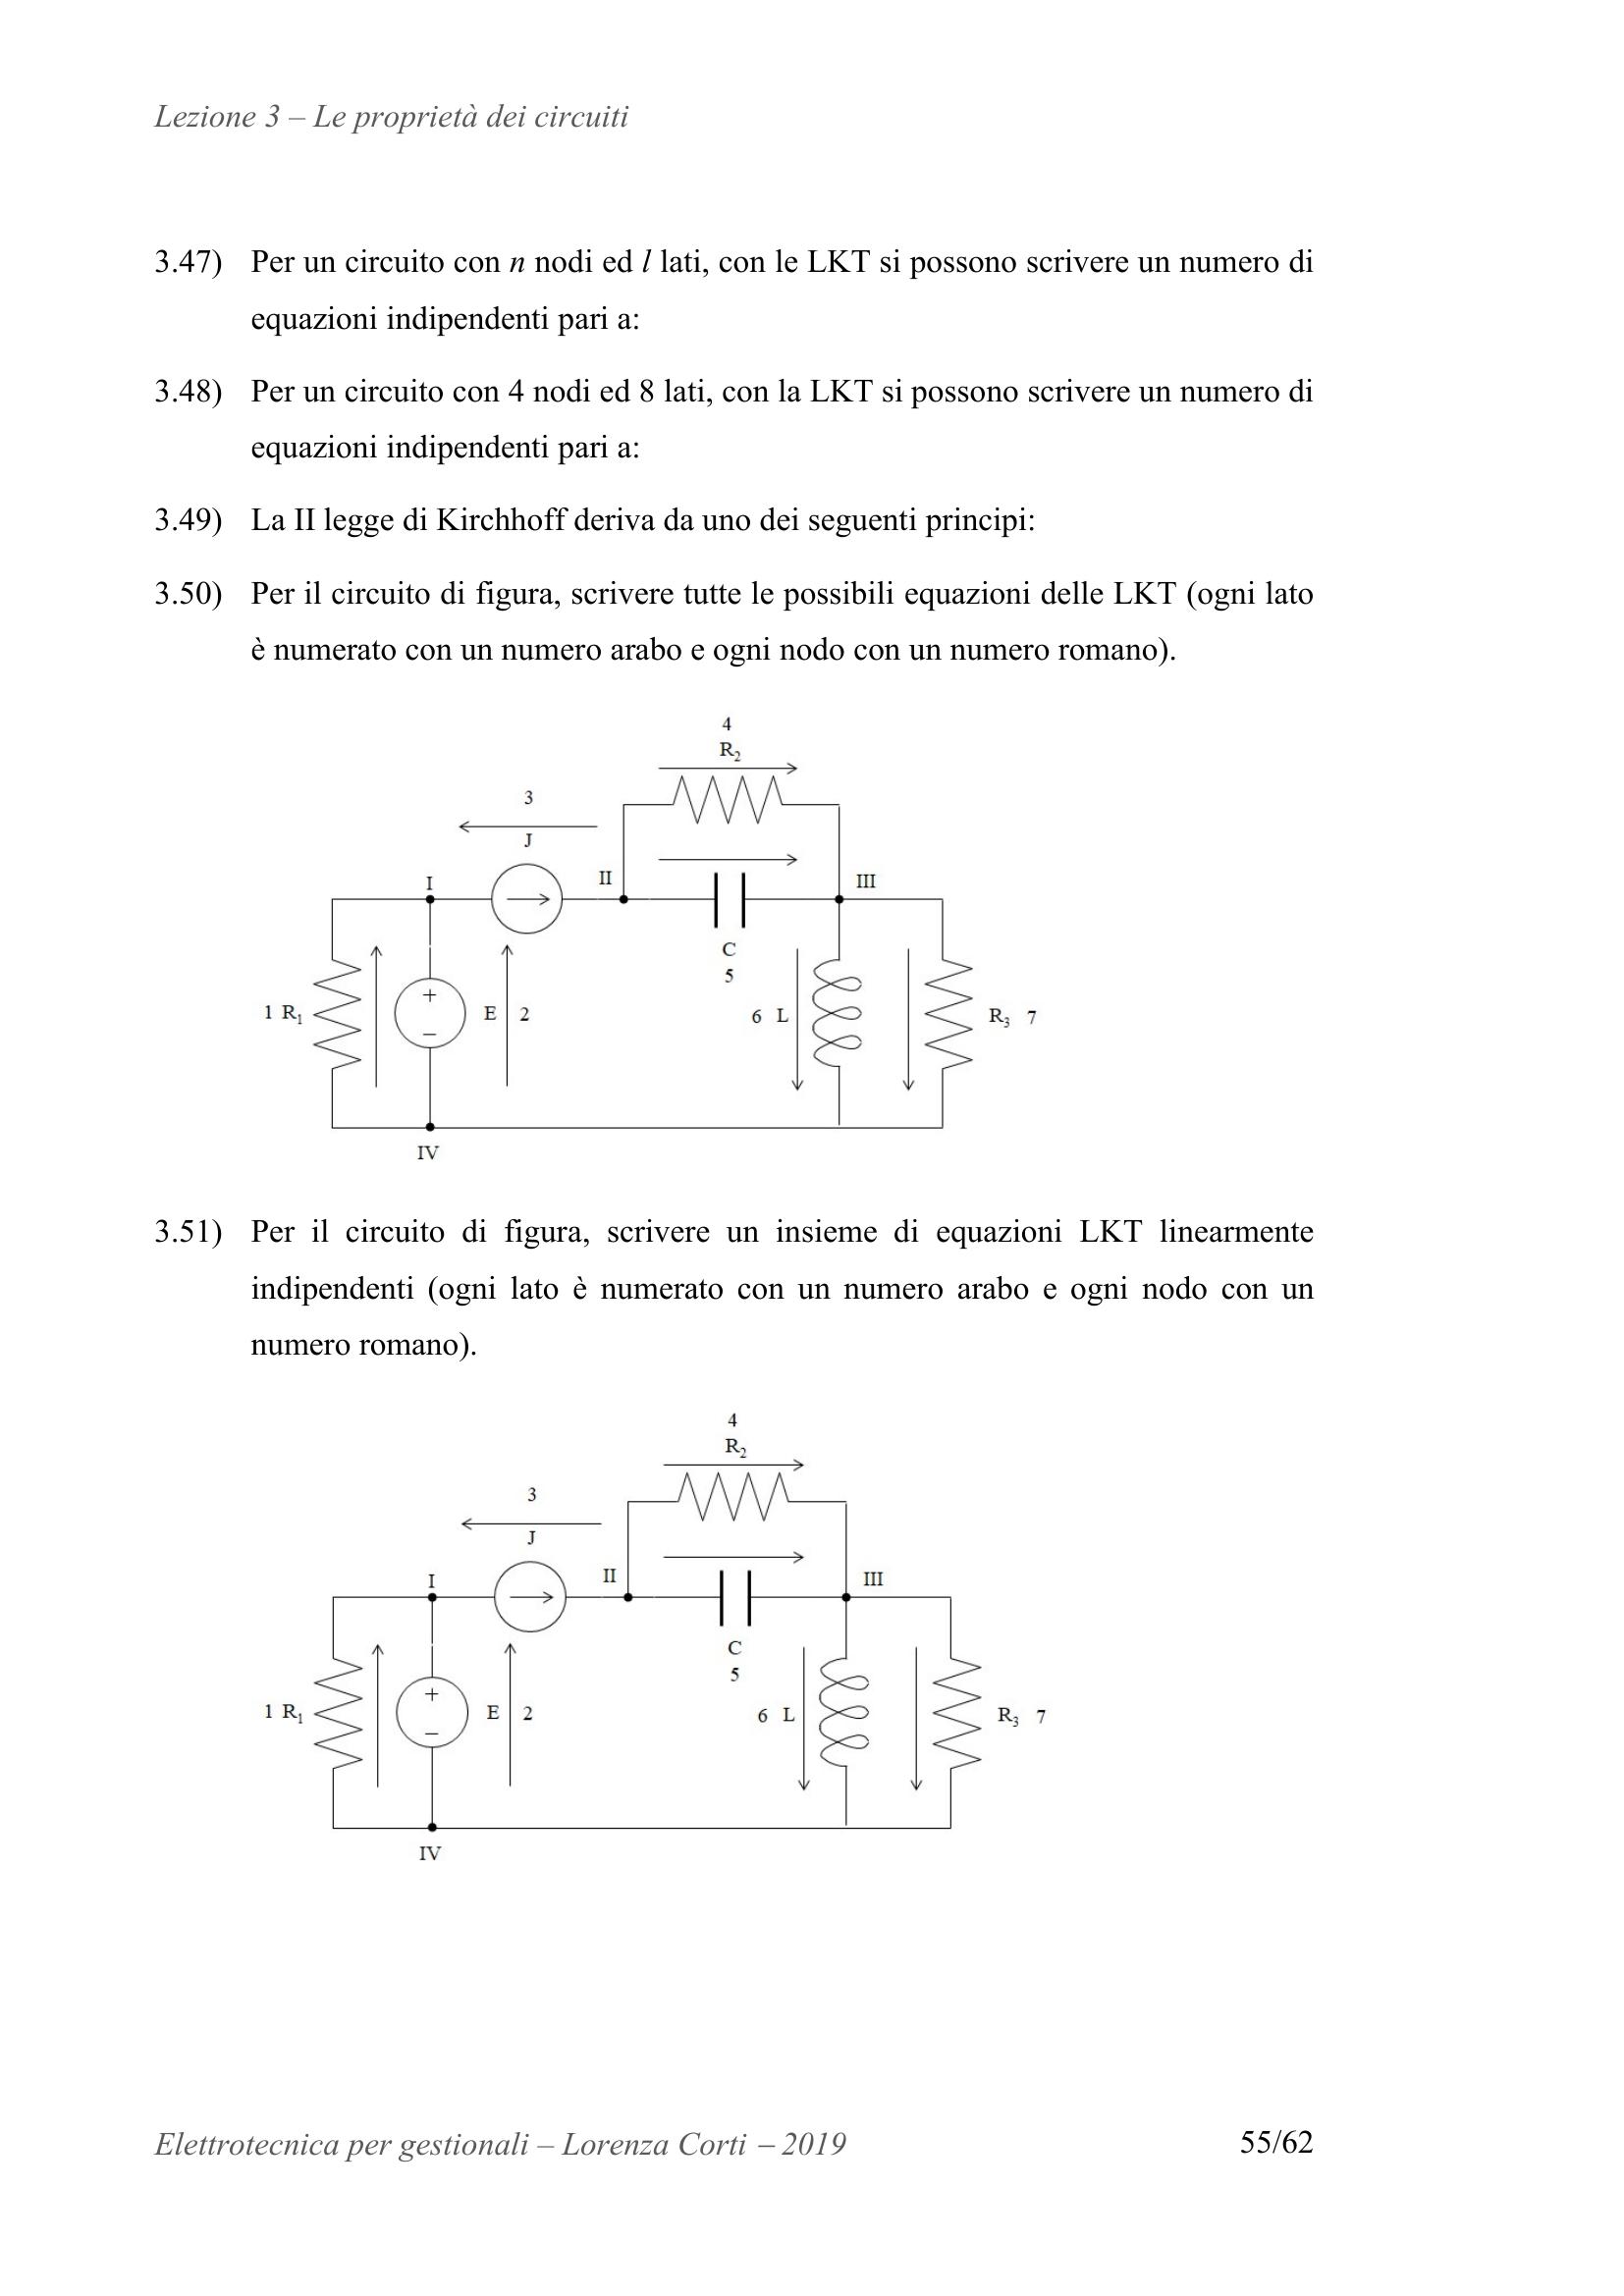 Lezione 3 – Le proprietà dei circuiti
3.47) Per un circuito con n nodi ed l lati, con le LKT si possono scrivere un numero di
equazioni indipendenti pari a:
3.48) Per un circuito con 4 nodi ed 8 lati, con la LKT si possono scrivere un numero di
equazioni indipendenti pari a:
3.49) La II legge di Kirchhoff deriva da uno dei seguenti principi:
3.50) Per il circuito di figura, scrivere tutte le possibili equazioni delle LKT (ogni lato
è numerato con un numero arabo e ogni nodo con un numero romano).
4
R2
3
J
I
II
III
C
5
1 R1
+
−
E 2
6 L
R3 7
IV
3.51) Per il circuito di figura, scrivere un insieme di equazioni LKT linearmente
indipendenti (ogni lato è numerato con un numero arabo e ogni nodo con un
numero romano).
4
R2
3
J
I
II
III
C
5
1 R1
+
−
E 2
6 L
R3 7
IV
Elettrotecnica per gestionali – Lorenza Corti – 2019 55/62